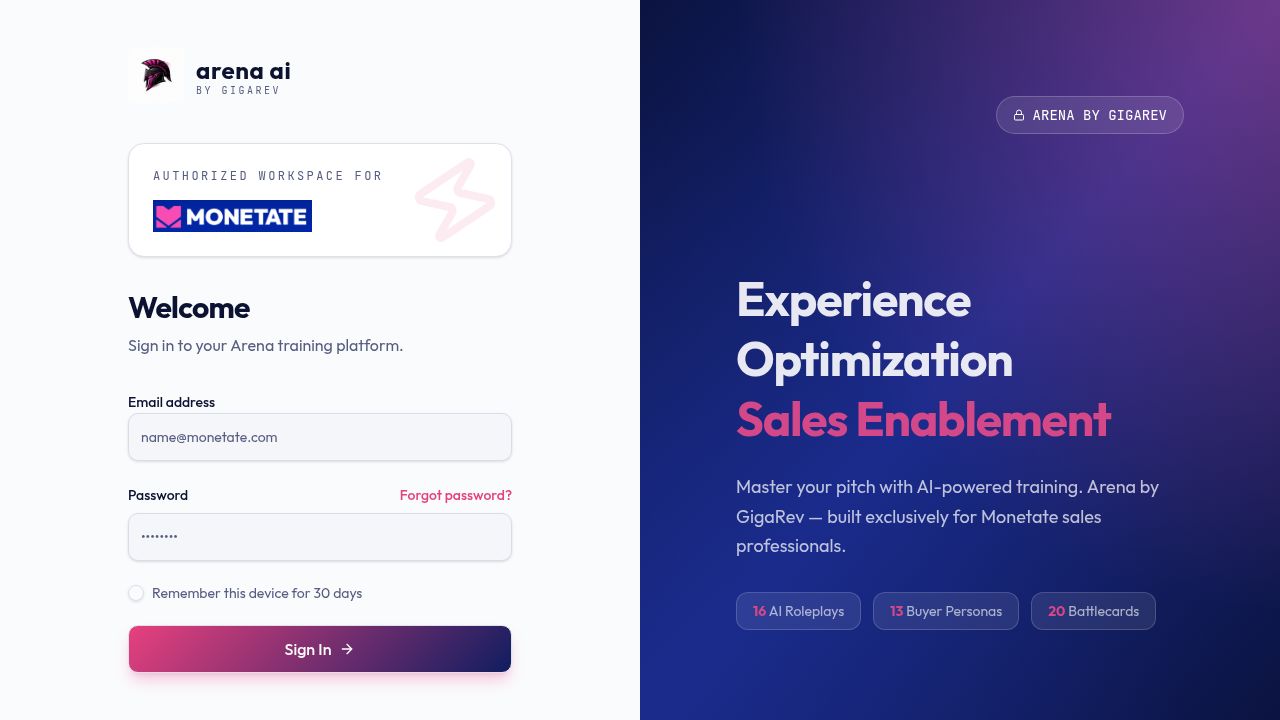 arena ai
BY GIGAREV
AUTHORIZED WORKSPACE FOR
MONETATE
Welcome
Sign in to your Arena training platform.
Email address
name@monetate.com
Password
Forgot password?
••••••••
Remember this device for 30 days
Sign In →
ARENA BY GIGAREV
Experience
Optimization
Sales Enablement
Master your pitch with AI-powered training. Arena by
GigaRev — built exclusively for Monetate sales
professionals.
16 AI Roleplays
13 Buyer Personas
20 Battlecards